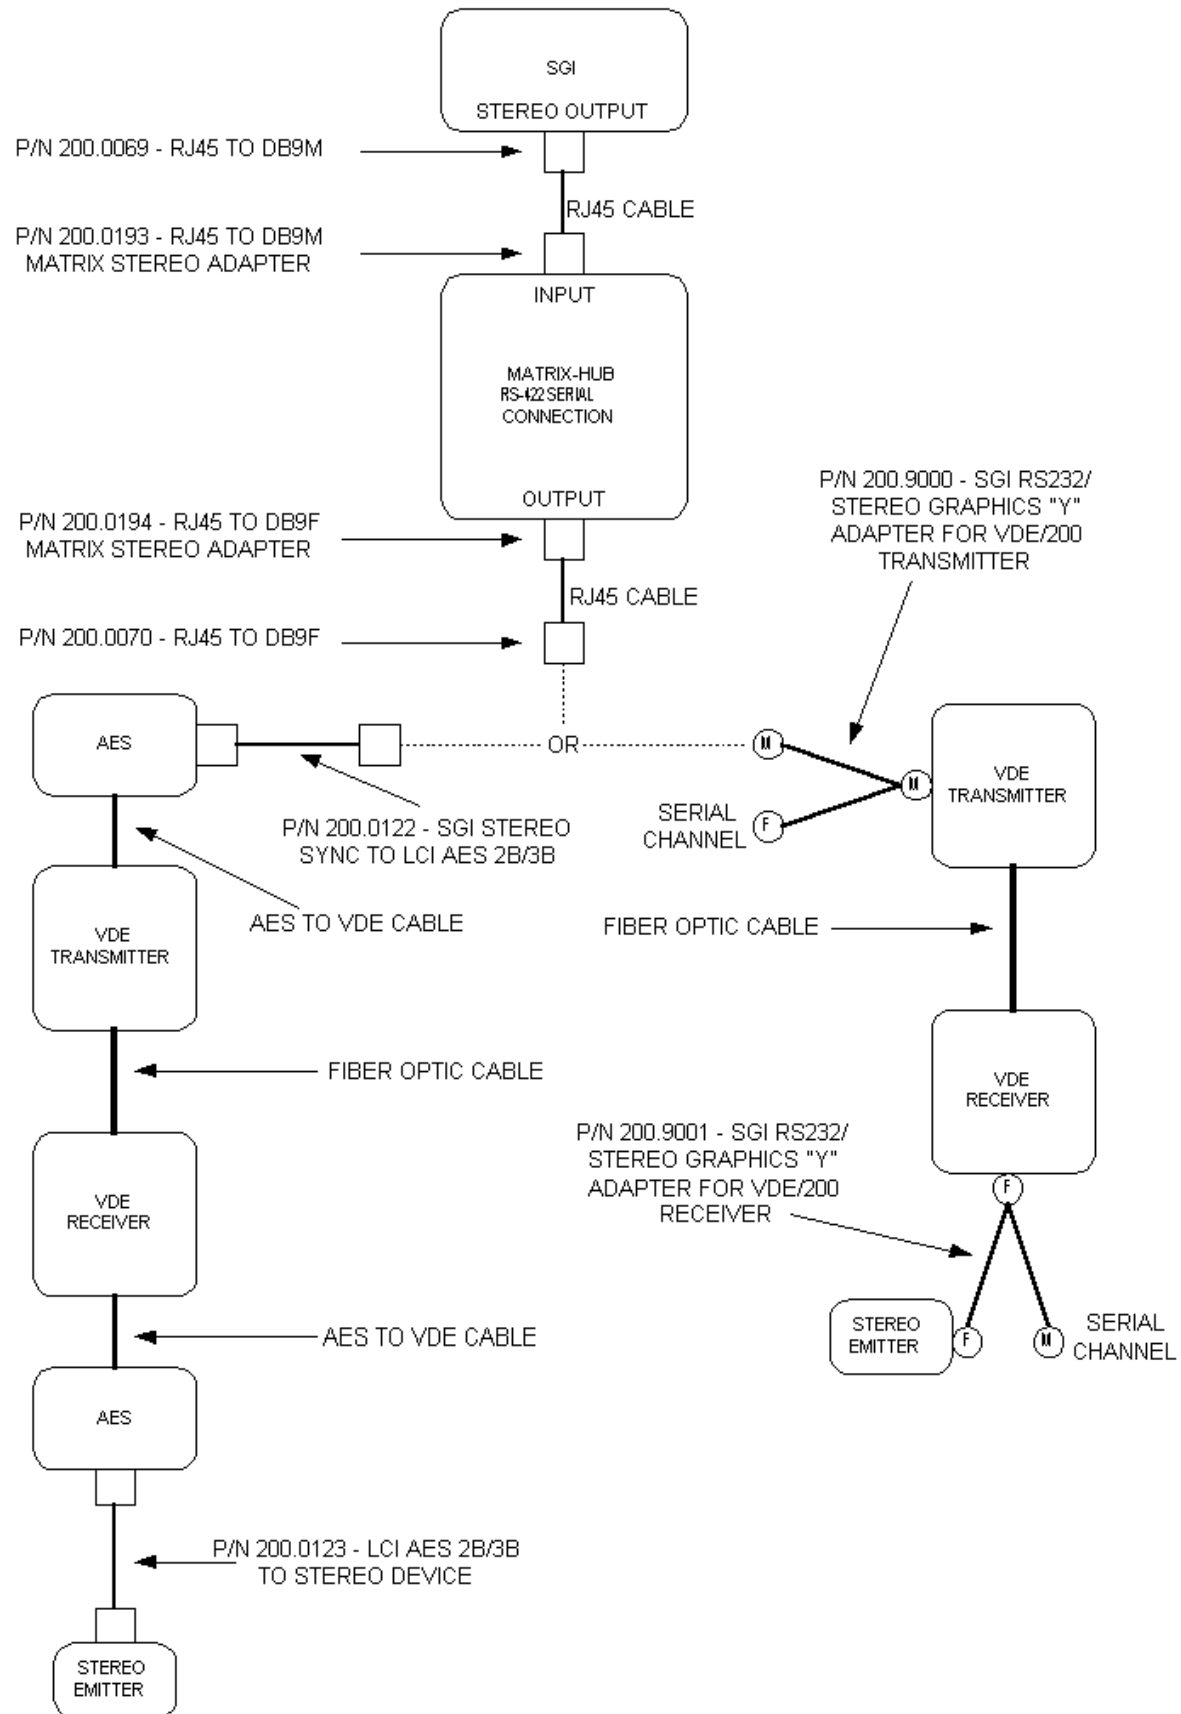 SGI
STEREO OUTPUT
P/N 200.0069 - RJ45 TO DB9M
RJ45 CABLE
P/N 200.0193 - RJ45 TO DB9M
MATRIX STEREO ADAPTER
INPUT
MATRIX-HUB
RS-422 SERIAL
CONNECTION
OUTPUT
P/N 200.0194 - RJ45 TO DB9F
MATRIX STEREO ADAPTER
RJ45 CABLE
P/N 200.0070 - RJ45 TO DB9F
P/N 200.9000 - SGI RS232/
STEREO GRAPHICS "Y"
ADAPTER FOR VDE/200
TRANSMITTER
AES
OR
M
M
F
SERIAL
CHANNEL
VDE
TRANSMITTER
P/N 200.0122 - SGI STEREO
SYNC TO LCI AES 2B/3B
AES TO VDE CABLE
VDE
TRANSMITTER
FIBER OPTIC CABLE
FIBER OPTIC CABLE
VDE
RECEIVER
VDE
RECEIVER
P/N 200.9001 - SGI RS232/
STEREO GRAPHICS "Y"
ADAPTER FOR VDE/200
RECEIVER
F
STEREO
EMITTER
F
M
SERIAL
CHANNEL
AES TO VDE CABLE
AES
P/N 200.0123 - LCI AES 2B/3B
TO STEREO DEVICE
STEREO
EMITTER